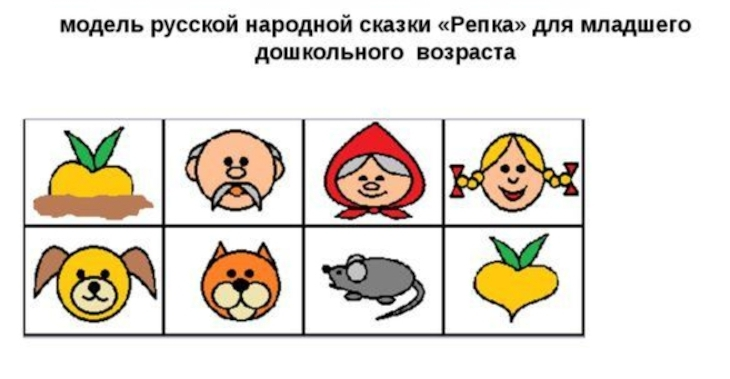 модель русской народной сказки «Репка» для младшего
дошкольного возраста